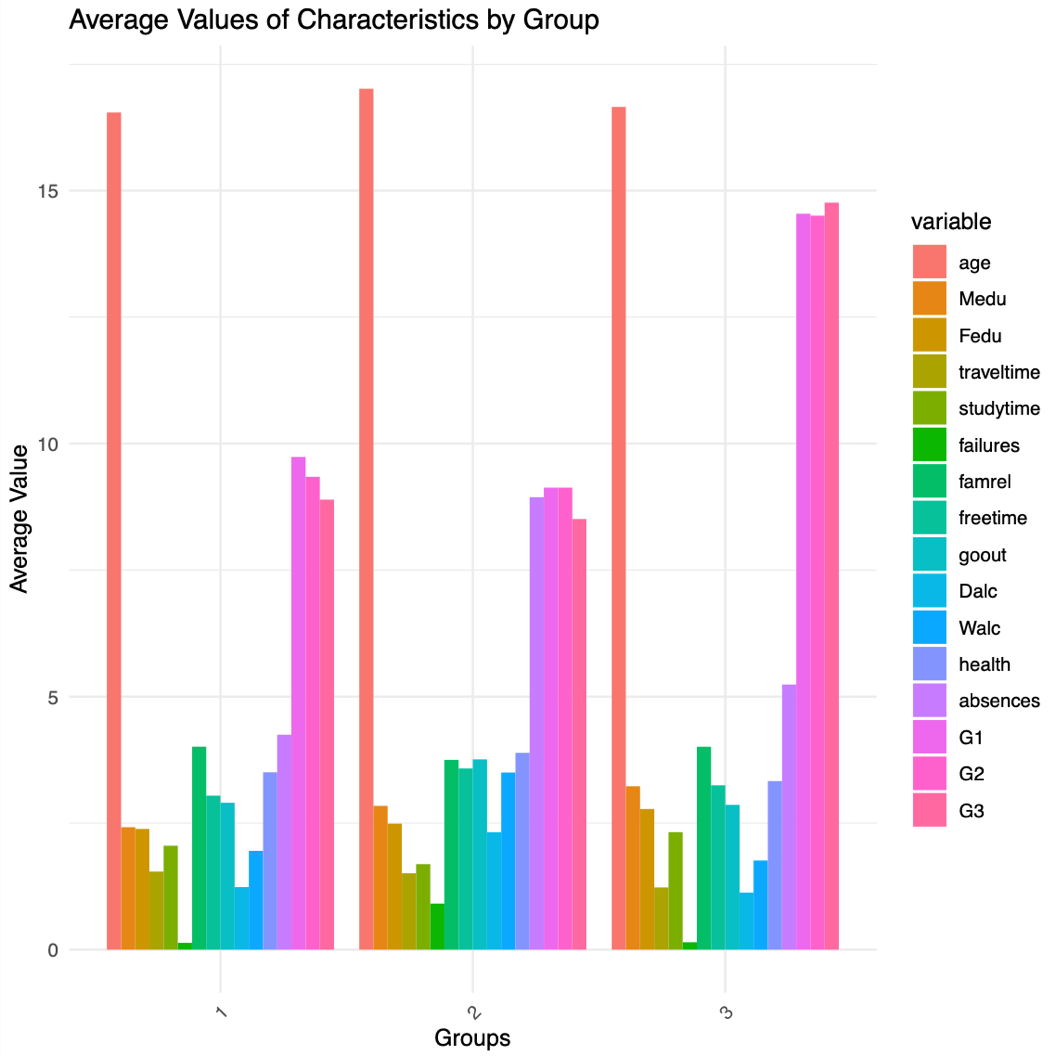 Average Values of Characteristics by Group
15
10
5
0
Average Value
1
2
3
Groups
variable
age
Medu
Fedu
traveltime
studytime
failures
famrel
freetime
goout
Dalc
Walc
health
absences
G1
G2
G3